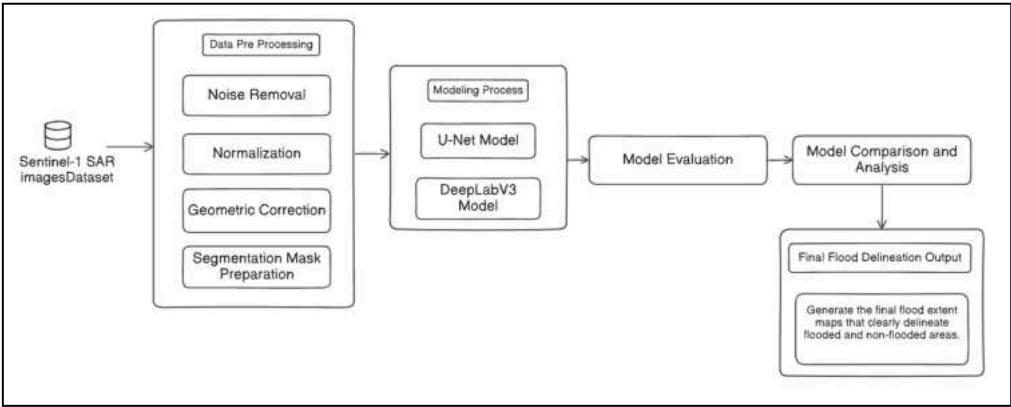 Sentinel-1 SAR
imagesDataset
Data Pre Processing
Noise Removal
Normalization
Geometric Correction
Segmentation Mask
Preparation
Modeling Process
U-Net Model
DeepLabV3
Model
Model Evaluation
Model Comparison and
Analysis
Final Flood Delineation Output
Generate the final flood extent
maps that clearly delineate
flooded and non-flooded areas.